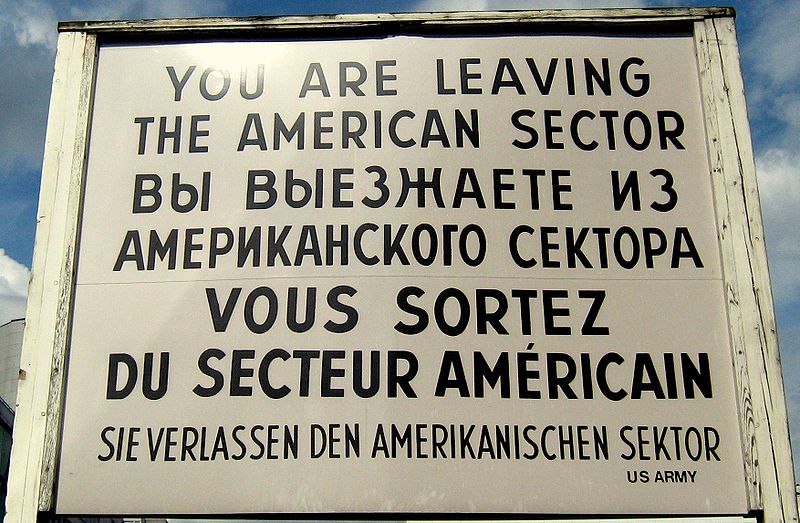 YOU ARE LEAVING
THE AMERICAN SECTOR
ВЫ ВЫЕЗЖАЕТЕ ИЗ
АМЕРИКАНСКОГО СЕКТОРА
VOUS SORTEZ
DU SECTEUR AMÉRICAIN
SIE VERLASSEN DEN AMERIKANISCHEN SEKTOR
US ARMY